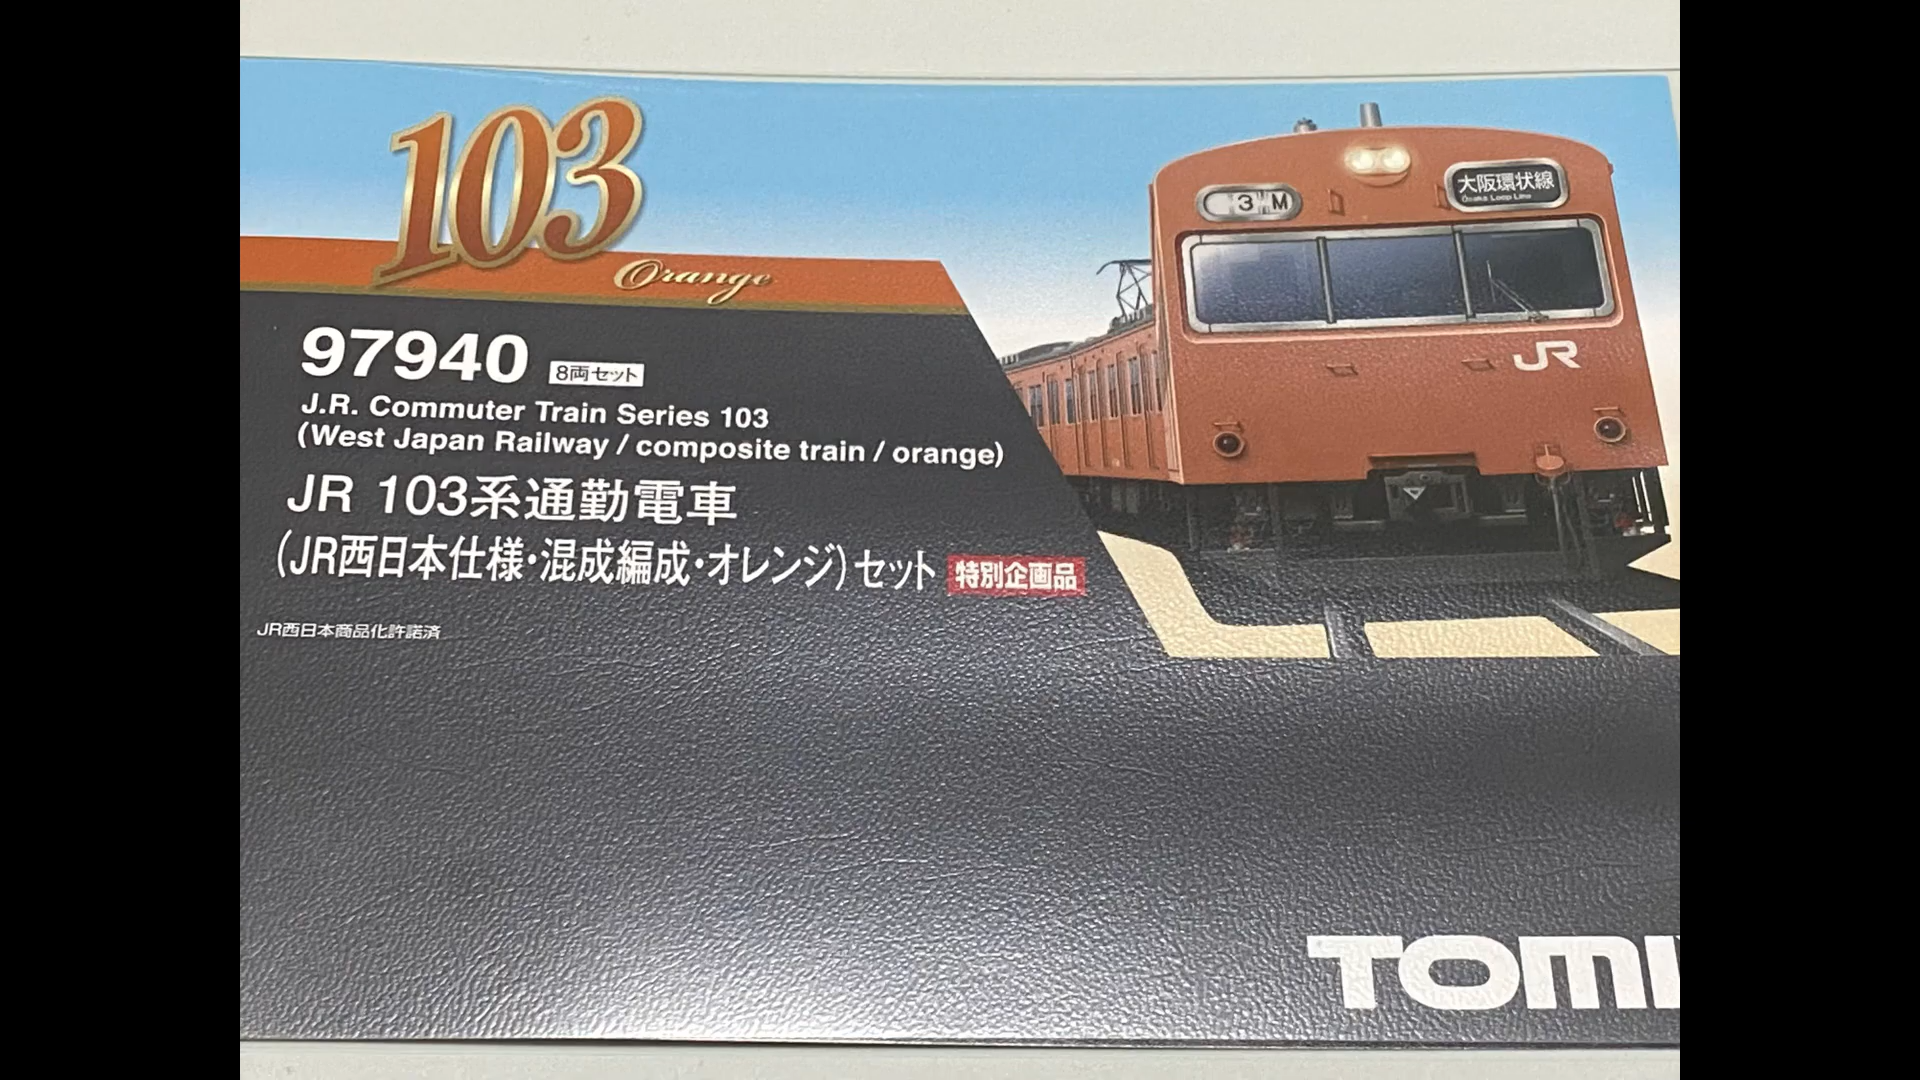 103
Orange
3 M
大阪環状線
Osaka Loop Line
JR
97940 8両セット
J.R. Commuter Train Series 103
(West Japan Railway / composite train / orange)
JR 103系通勤電車
(JR西日本仕様・混成編成・オレンジ)セット 特別企画品
JR西日本商品化許諾済
TOMI